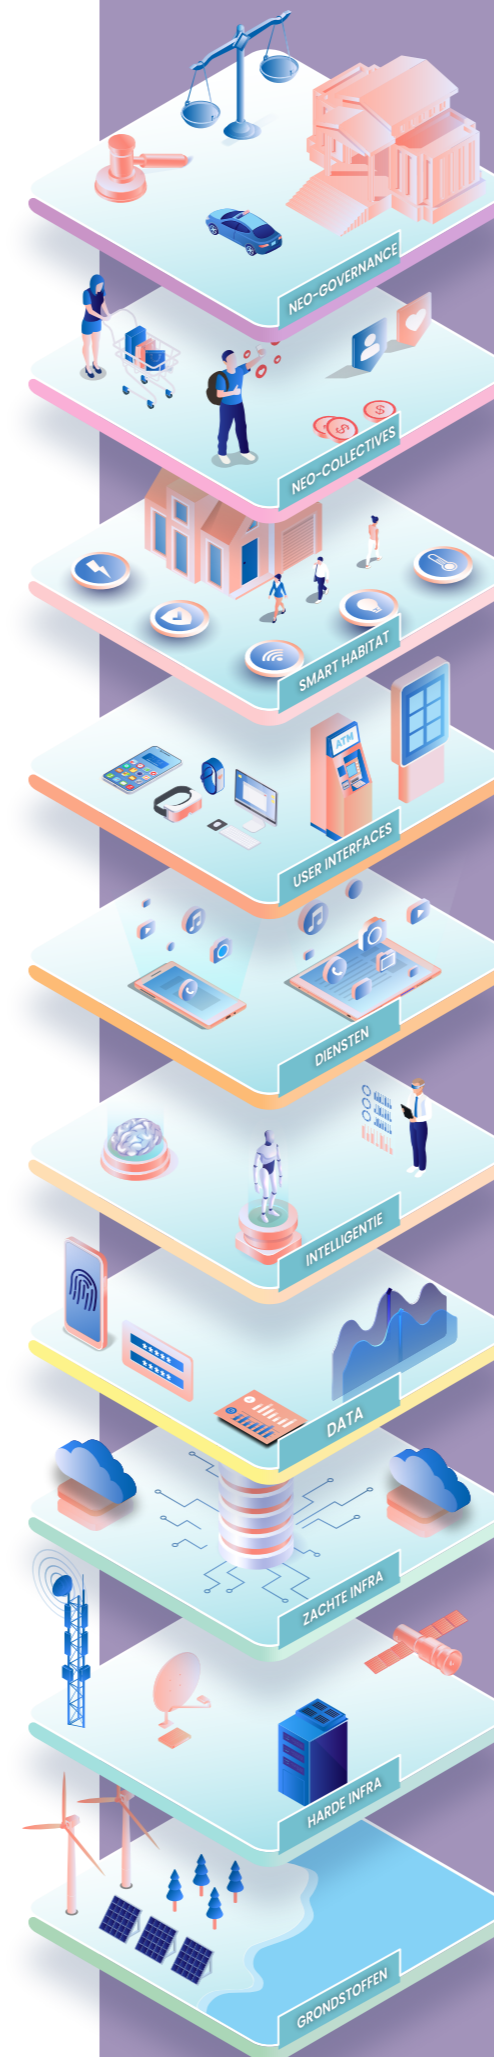 NEO-GOVERNANCE
NEO-COLLECTIVES
SMART HABITAT
ATM
USER INTERFACES
DIENSTEN
INTELLIGENTIE
*****
*****
DATA
ZACHTE INFRA
HARDE INFRA
GRONDSTOFFEN